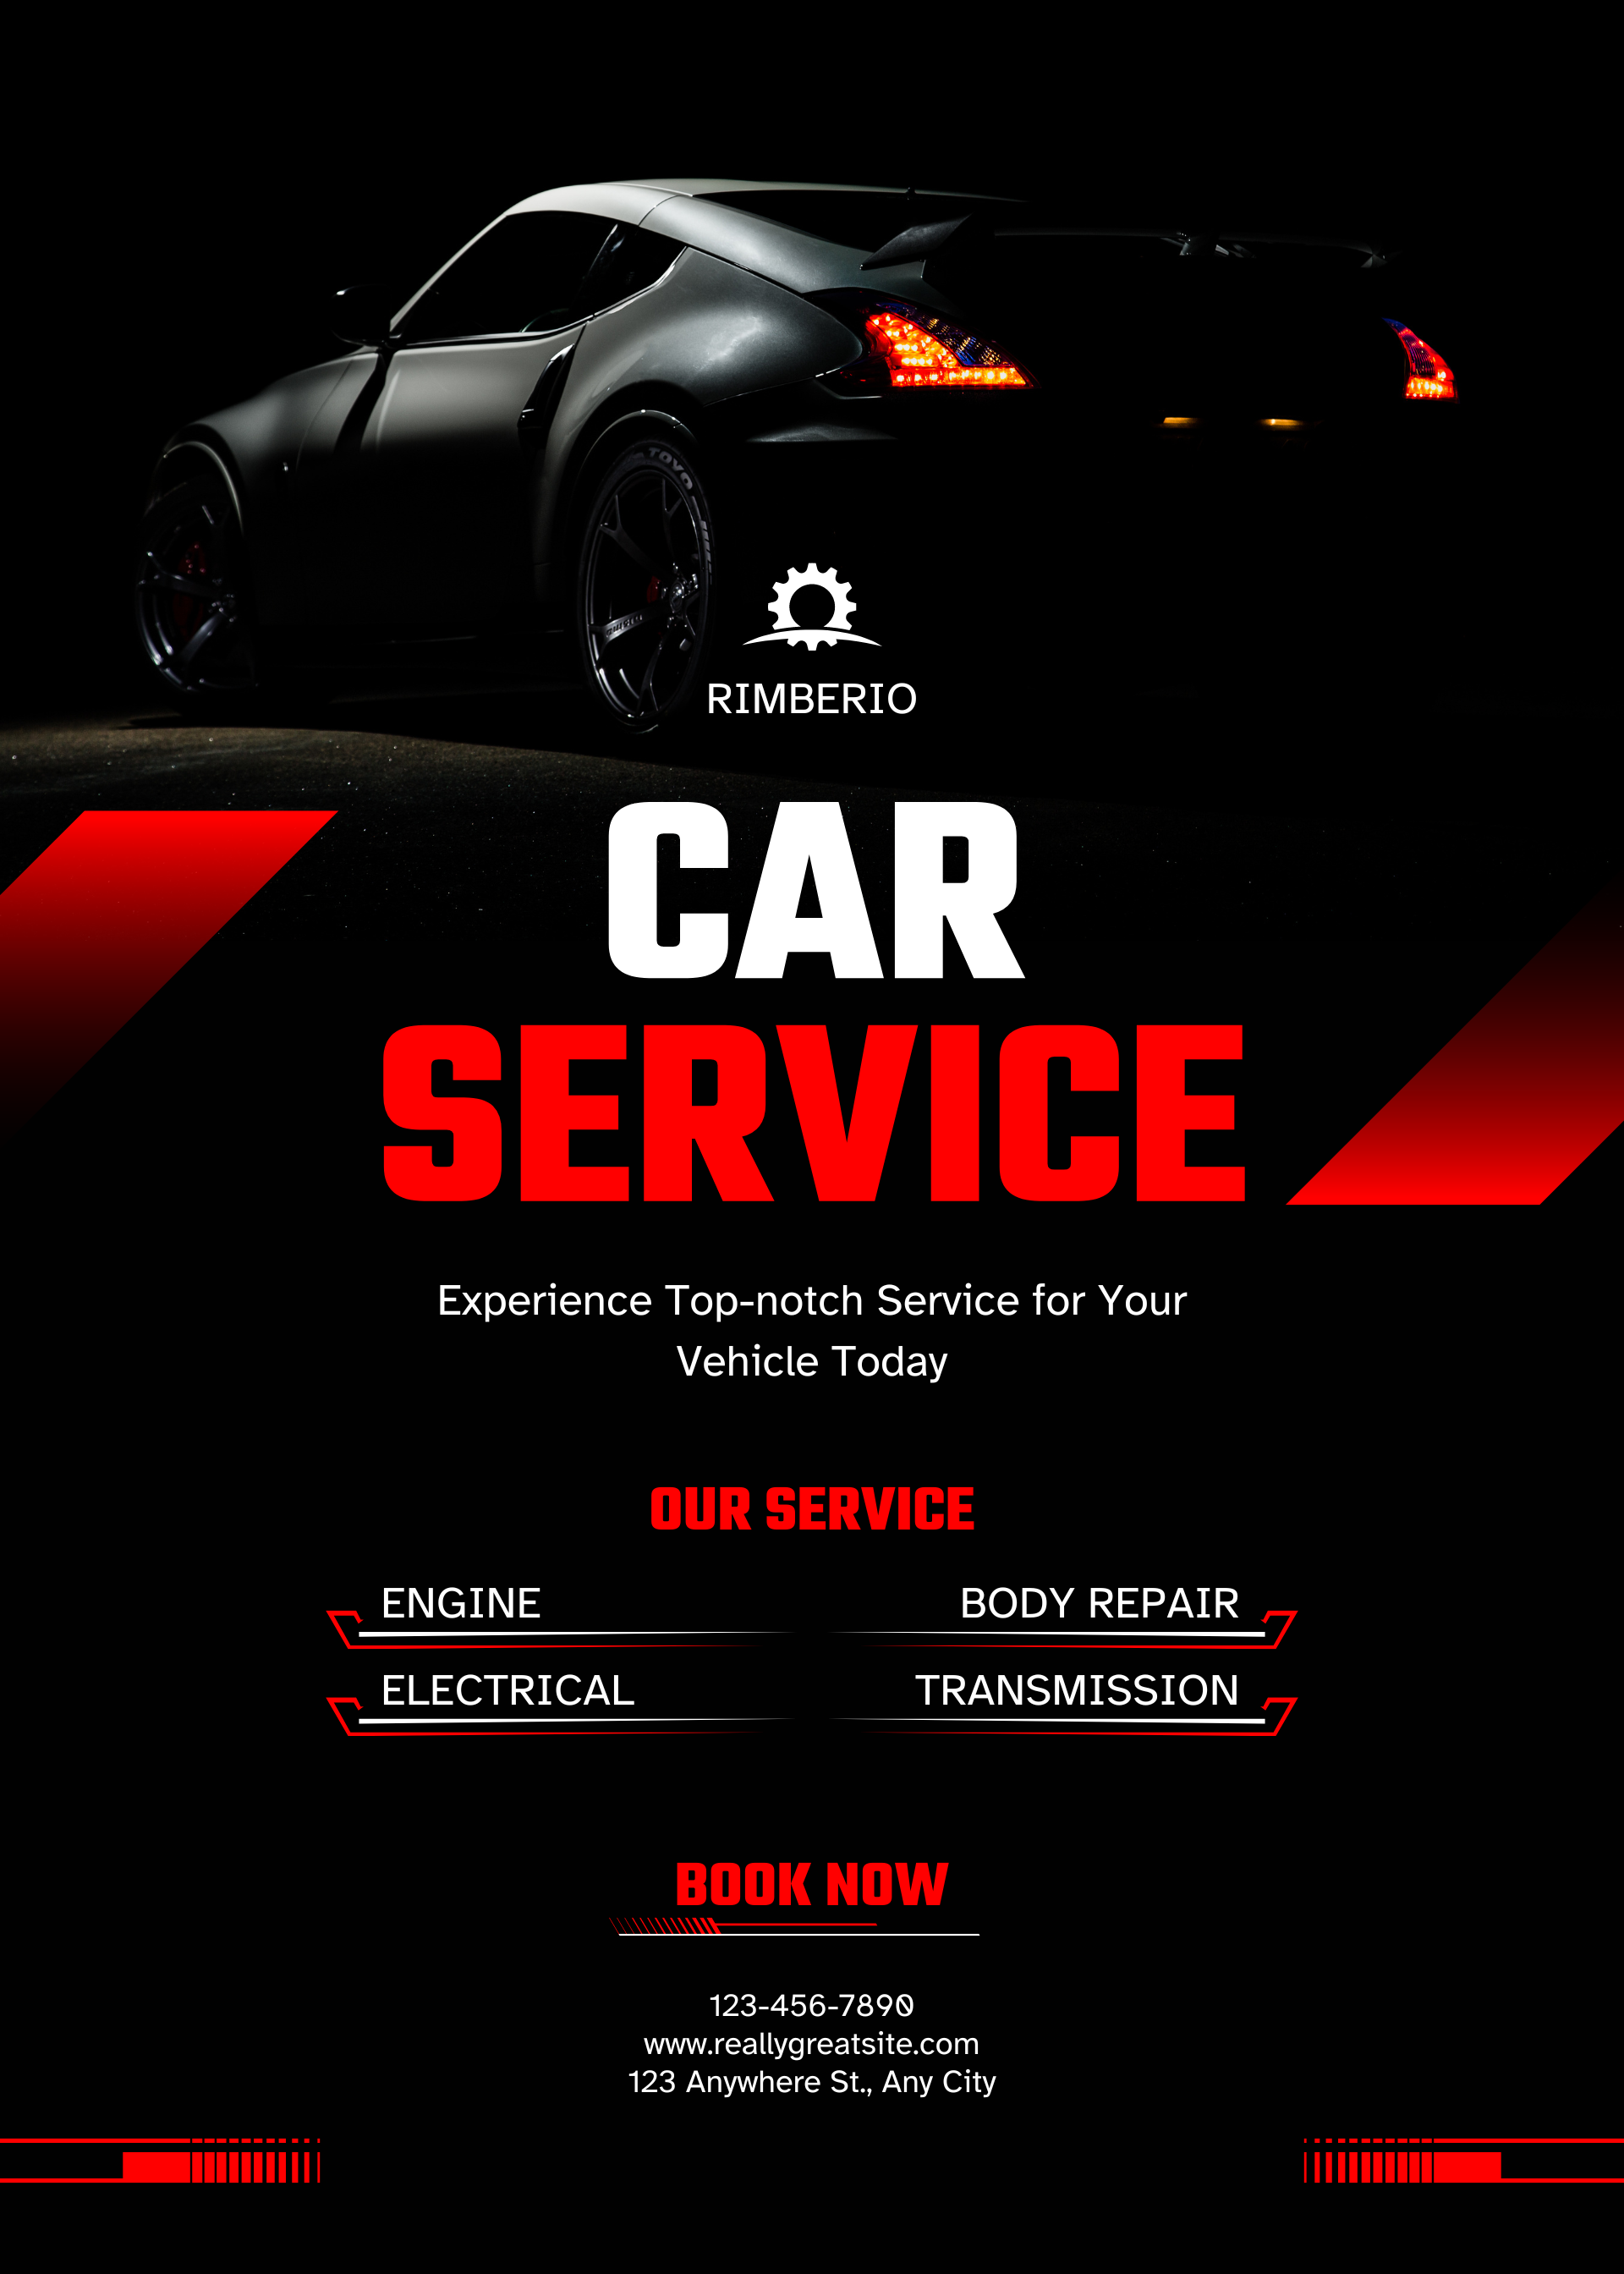 TOYO
RIMBERIO
CAR
SERVICE
Experience Top-notch Service for Your
Vehicle Today
OUR SERVICE
ENGINE
BODY REPAIR
ELECTRICAL
TRANSMISSION
BOOK NOW
123-456-7890
www.reallygreatsite.com
123 Anywhere St., Any City